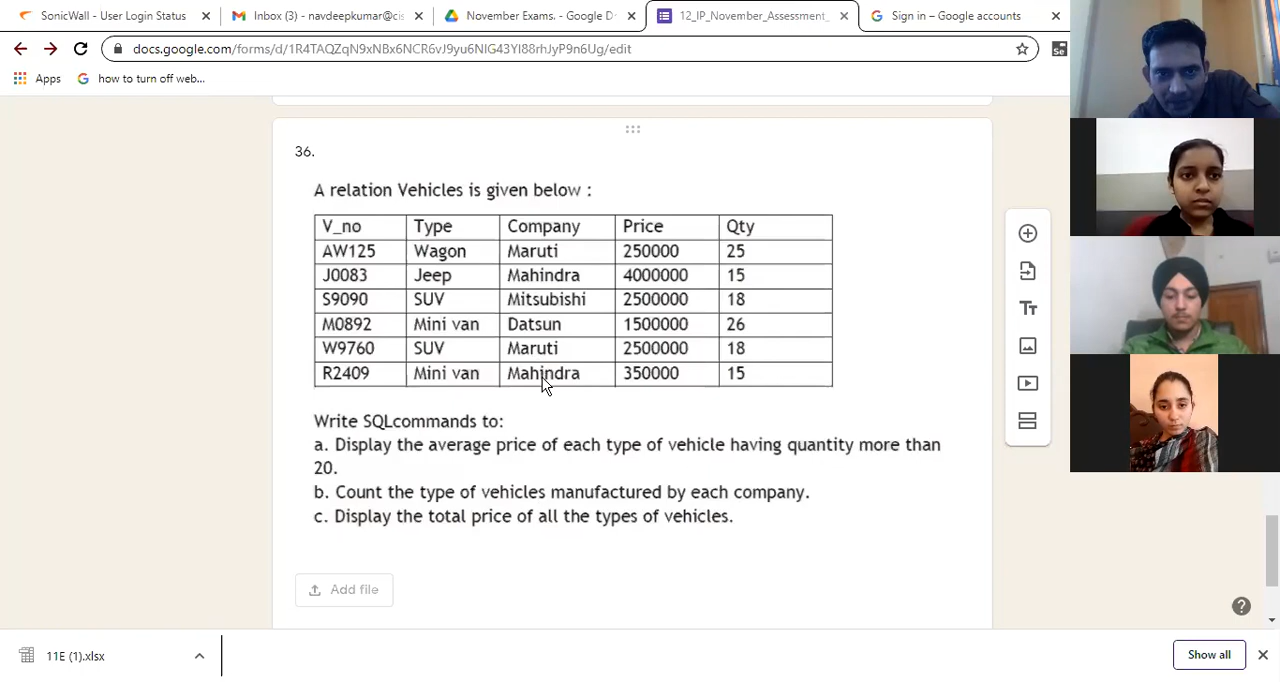 SonicWall - User Login Status
Inbox (3) - navdeepkumar@cis
November Exams. - Google D
12_IP_November_Assessment_
Sign in – Google accounts
docs.google.com/forms/d/1R4TAQZqN9xNBx6NCR6vJ9yu6NIG43YI88rhJyP9n6Ug/edit
Se
Apps
how to turn off web...
36.
A relation Vehicles is given below :
V_no Type Company Price Qty
AW125 Wagon Maruti 250000 25
J0083 Jeep Mahindra 4000000 15
S9090 SUV Mitsubishi 2500000 18
M0892 Mini van Datsun 1500000 26
W9760 SUV Maruti 2500000 18
R2409 Mini van Mahindra 350000 15
Write SQLcommands to:
a. Display the average price of each type of vehicle having quantity more than
20.
b. Count the type of vehicles manufactured by each company.
c. Display the total price of all the types of vehicles.
Add file
11E (1).xlsx
Show all